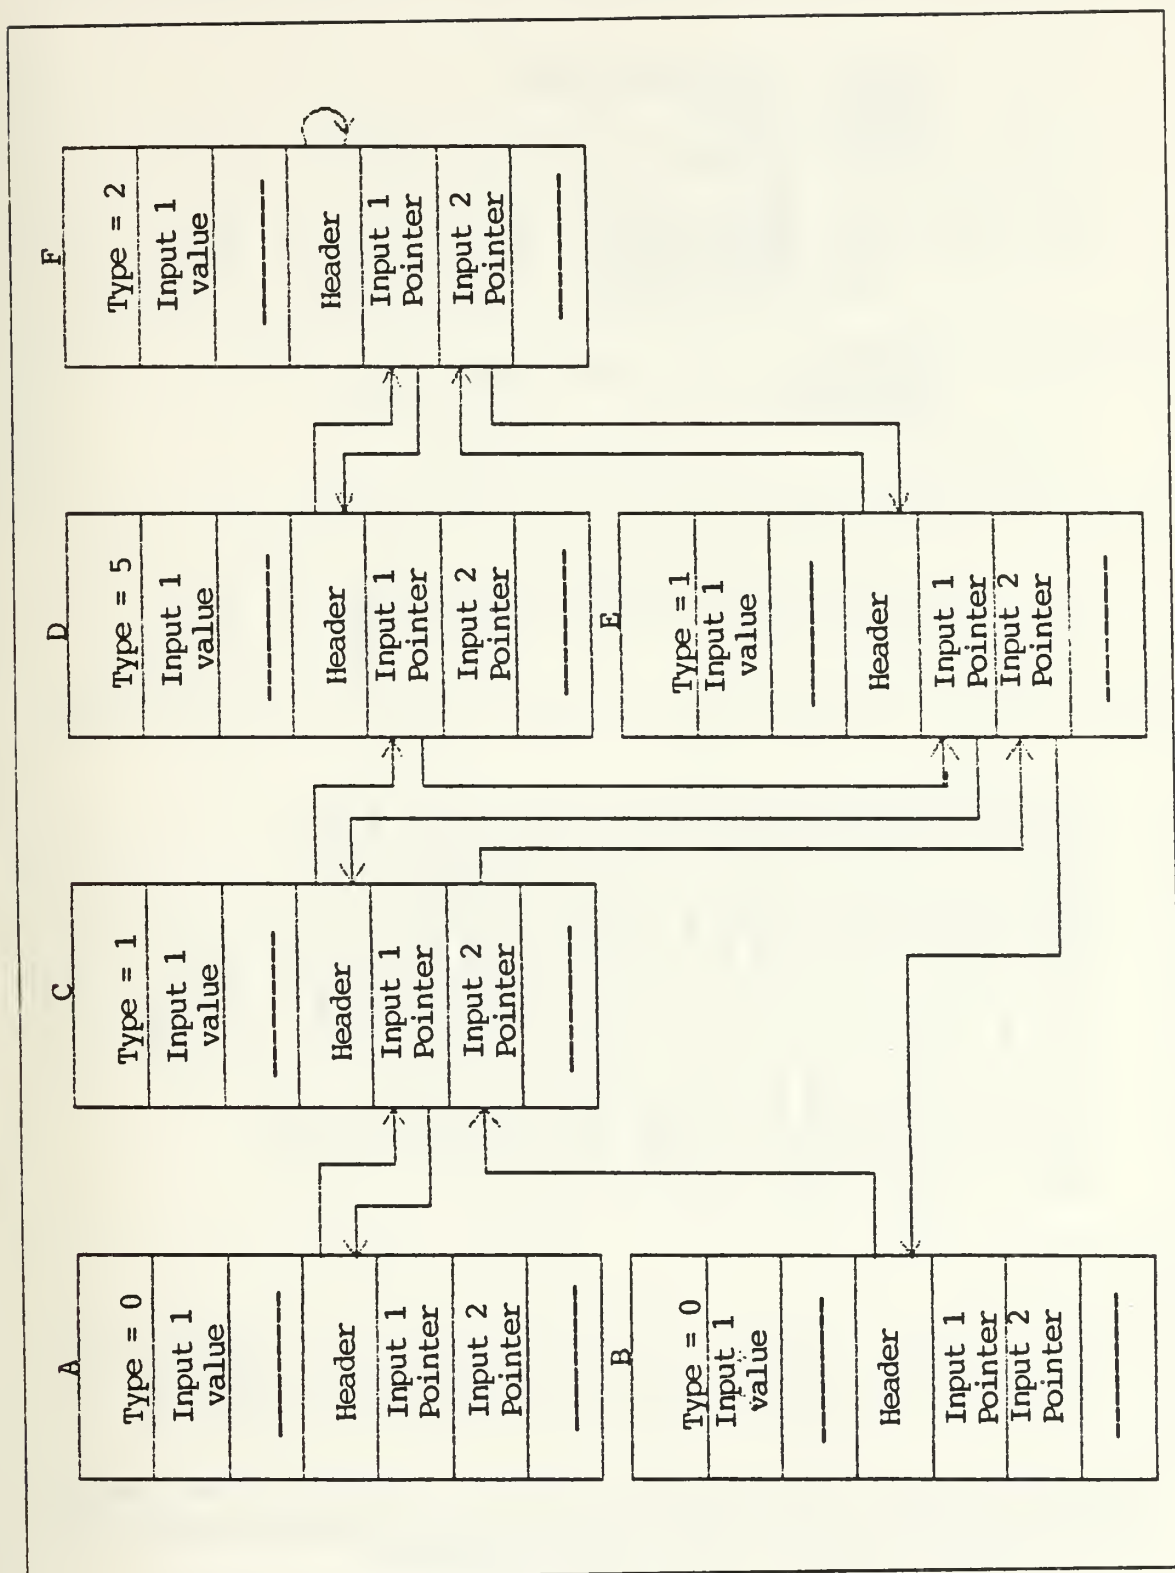 A
Type = 0
Input 1
value
Header
Input 1
Pointer
Input 2
Pointer
C
Type = 1
Input 1
value
Header
Input 1
Pointer
Input 2
Pointer
D
Type = 5
Input 1
value
Header
Input 1
Pointer
Input 2
Pointer
F
Type = 2
Input 1
value
Header
Input 1
Pointer
Input 2
Pointer
B
Type = 0
Input 1
value
Header
Input 1
Pointer
Input 2
Pointer
E
Type = 1
Input 1
value
Header
Input 1
Pointer
Input 2
Pointer